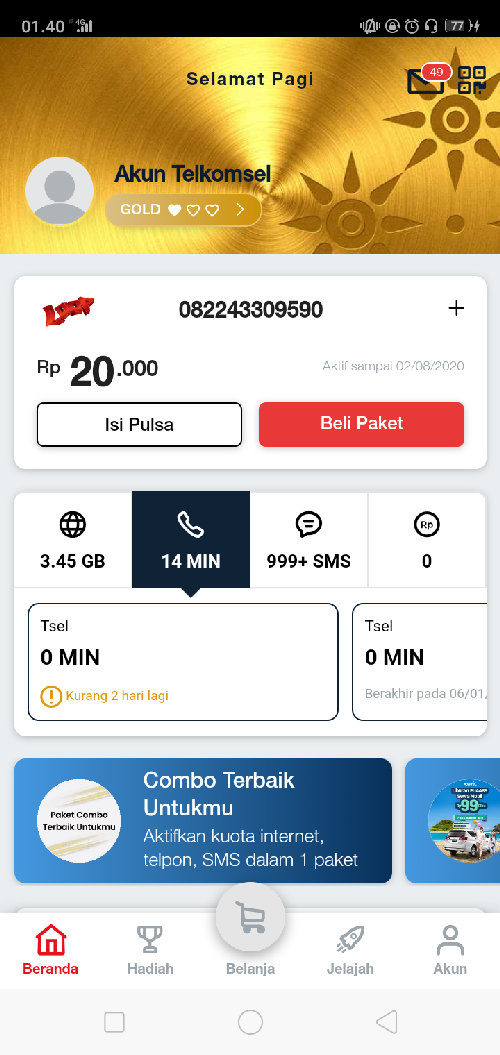 01.40 4G 77
Selamat Pagi
49
Akun Telkomsel
GOLD
LOOP
082243309590
Rp 20.000
Aktif sampai 02/08/2020
Isi Pulsa
Beli Paket
3.45 GB
14 MIN
999+ SMS
Rp
0
Tsel
0 MIN
Kurang 2 hari lagi
Tsel
0 MIN
Berakhir pada 06/01/
Paket Combo
Terbaik Untukmu
Combo Terbaik
Untukmu
Aktifkan kuota internet,
telpon, SMS dalam 1 paket
99
Beranda
Hadiah
Belanja
Jelajah
Akun